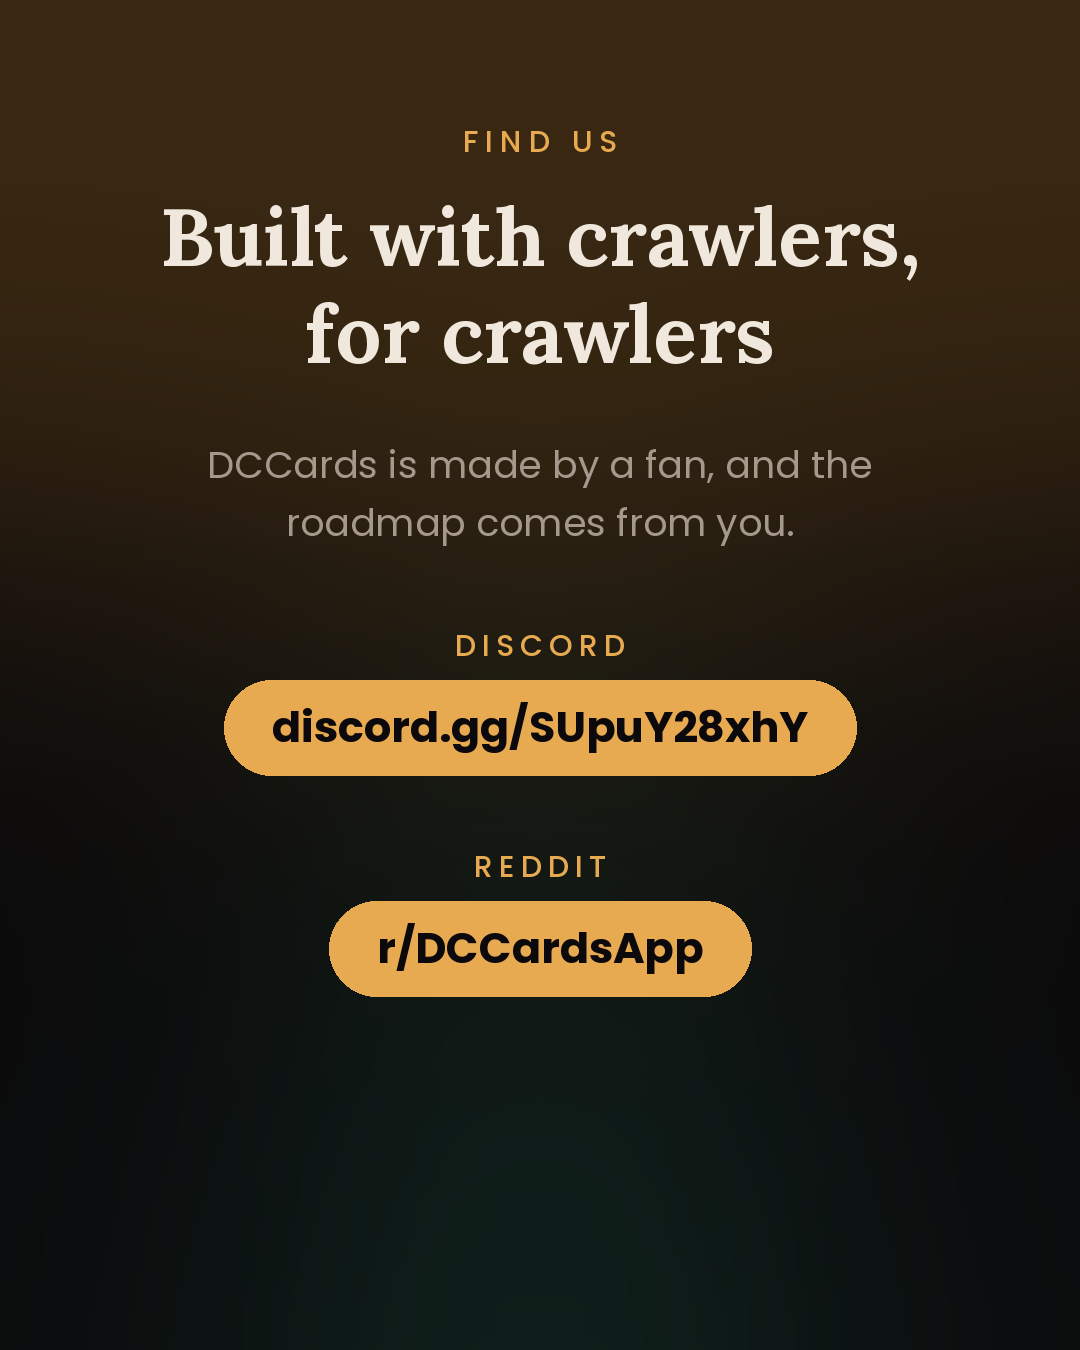 FIND US
Built with crawlers,
for crawlers
DCCards is made by a fan, and the
roadmap comes from you.
DISCORD
discord.gg/SUpuY28xhY
REDDIT
r/DCCardsApp